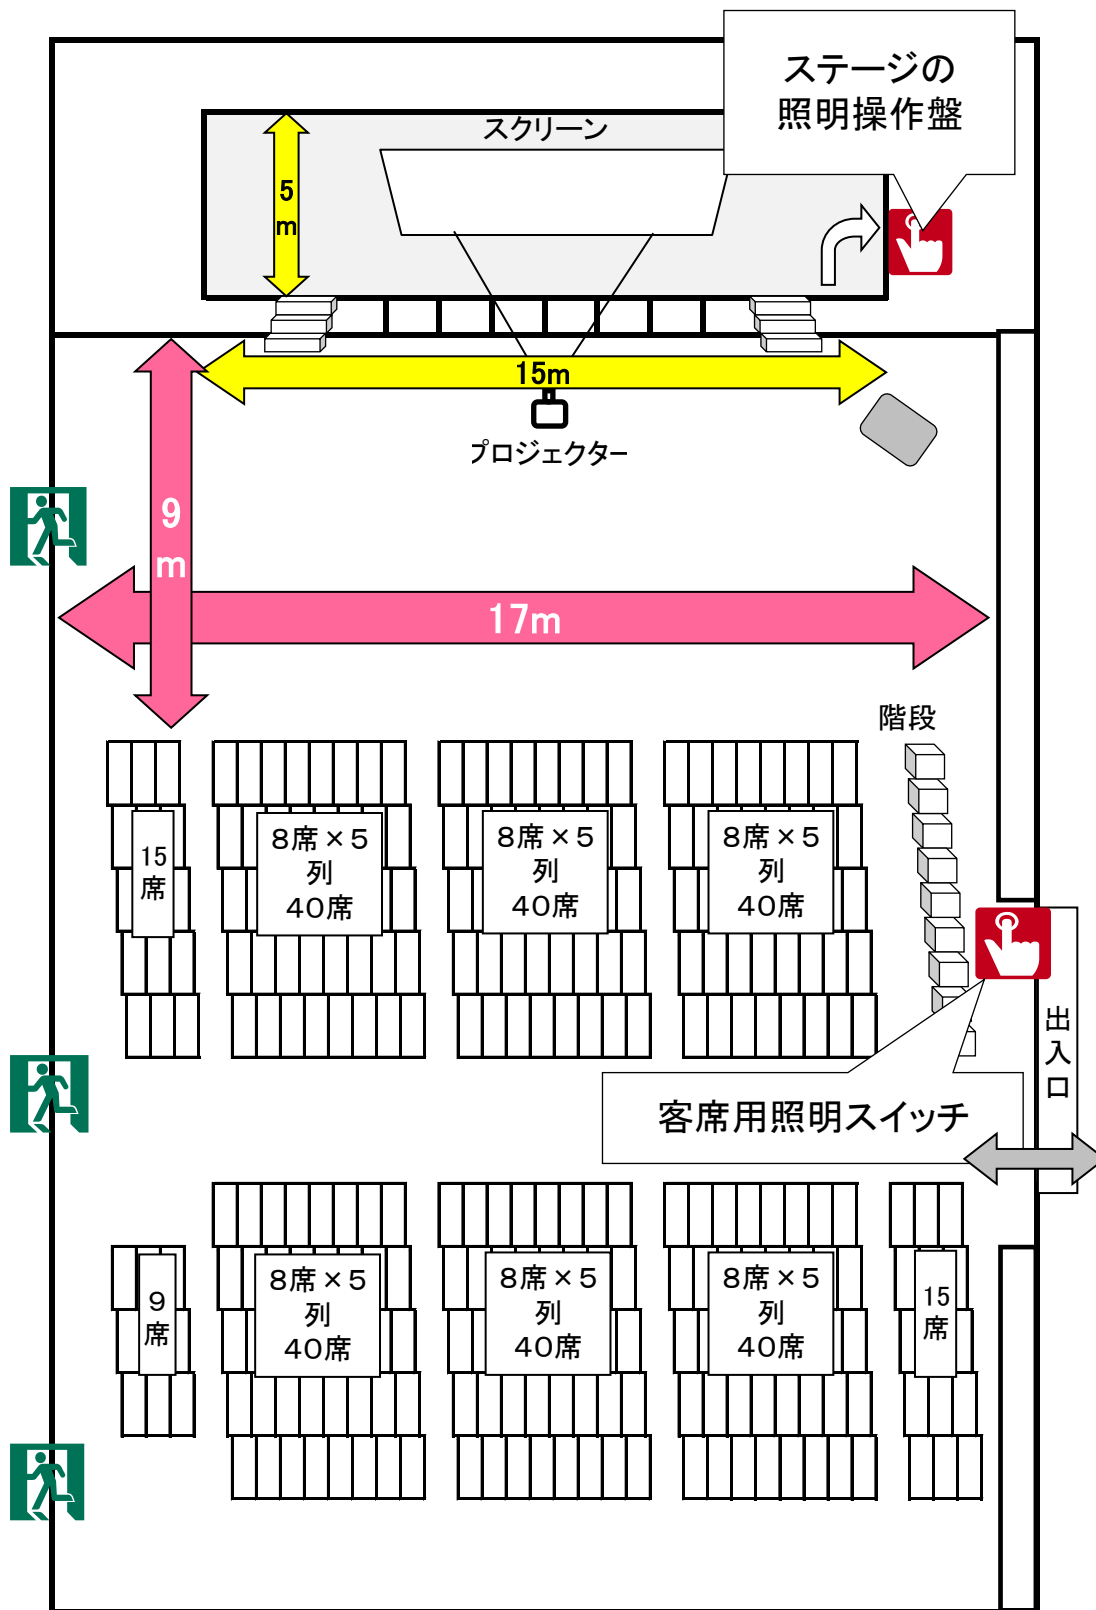 ステージの
照明操作盤
スクリーン
5
m
15m
プロジェクター
9
m
17m
階段
15
席
8席×5
列
40席
8席×5
列
40席
8席×5
列
40席
出
入
口
客席用照明スイッチ
9
席
8席×5
列
40席
8席×5
列
40席
8席×5
列
40席
15
席